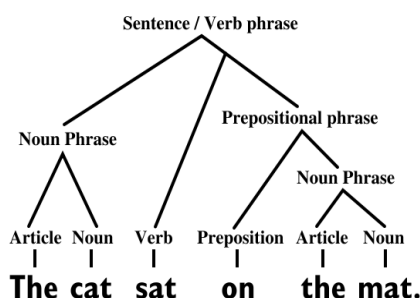 Sentence / Verb phrase
Prepositional phrase
Noun Phrase
Noun Phrase
Article Noun Verb Preposition Article Noun
The cat sat on the mat.